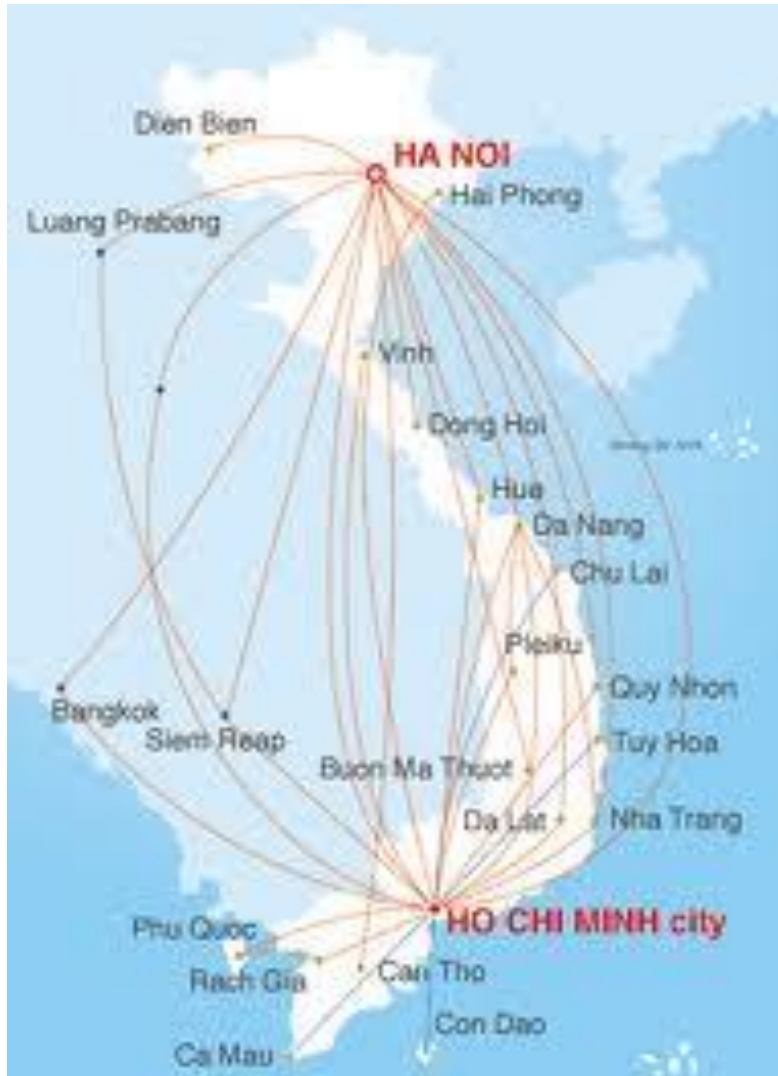 Dien Bien
HA NOI
Hai Phong
Luang Prabang
Vinh
Dong Hoi
Hue
Da Nang
Chu Lai
Pleiku
Quy Nhon
Bangkok
Siem Reap
Tuy Hoa
Buon Ma Thuot
Da Lat
Nha Trang
HO CHI MINH city
Phu Quoc
Rach Gia
Can Tho
Con Dao
Ca Mau